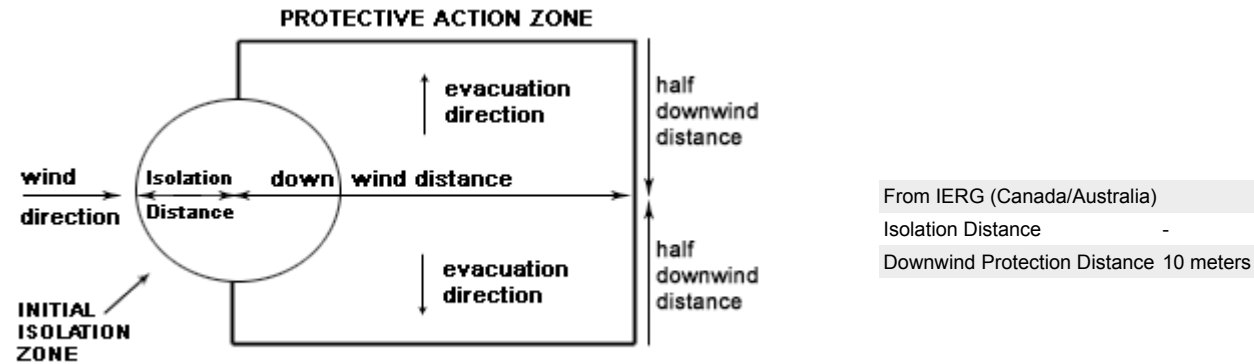 PROTECTIVE ACTION ZONE
evacuation
direction
half
downwind
distance
wind
direction
Isolation
Distance
down wind distance
evacuation
direction
half
downwind
distance
INITIAL
ISOLATION
ZONE
From IERG (Canada/Australia)
Isolation Distance -
Downwind Protection Distance 10 meters